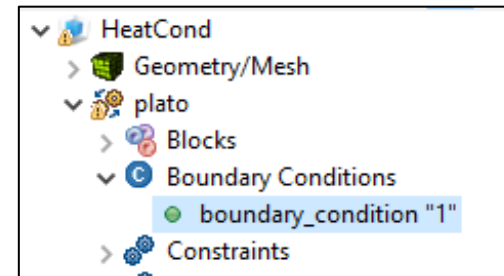 HeatCond
Geometry/Mesh
plato
Blocks
C Boundary Conditions
boundary_condition "1"
Constraints